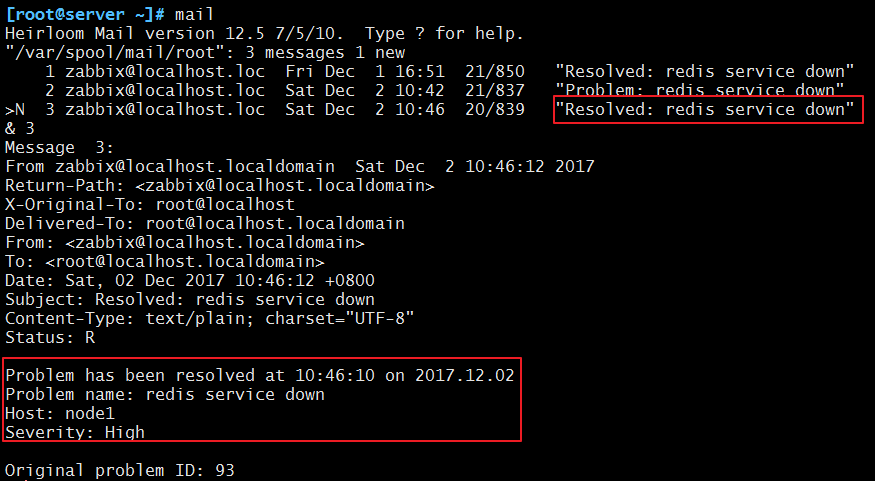 [root@server ~]# mail
Heirloom Mail version 12.5 7/5/10.  Type ? for help.
"/var/spool/mail/root": 3 messages 1 new
    1 zabbix@localhost.loc  Fri Dec  1 16:51  21/850   "Resolved: redis service down"
    2 zabbix@localhost.loc  Sat Dec  2 10:42  21/837   "Problem: redis service down"
>N  3 zabbix@localhost.loc  Sat Dec  2 10:46  20/839   "Resolved: redis service down"
& 3
Message  3:
From zabbix@localhost.localdomain  Sat Dec  2 10:46:12 2017
Return-Path: <zabbix@localhost.localdomain>
X-Original-To: root@localhost
Delivered-To: root@localhost.localdomain
From: <zabbix@localhost.localdomain>
To: <root@localhost.localdomain>
Date: Sat, 02 Dec 2017 10:46:12 +0800
Subject: Resolved: redis service down
Content-Type: text/plain; charset="UTF-8"
Status: R
Problem has been resolved at 10:46:10 on 2017.12.02
Problem name: redis service down
Host: node1
Severity: High
Original problem ID: 93